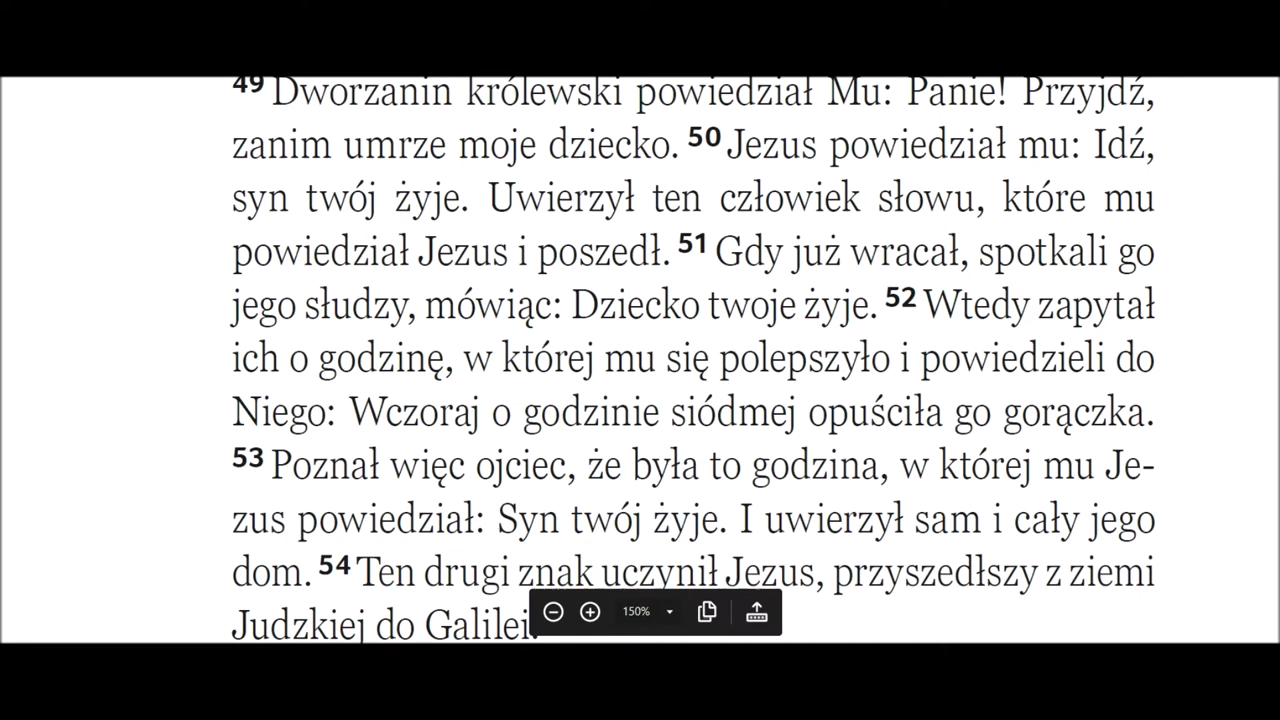 49 Dworzanin królewski powiedział Mu: Panie! Przyjdź,
zanim umrze moje dziecko. 50 Jezus powiedział mu: Idź,
syn twój żyje. Uwierzył ten człowiek słowu, które mu
powiedział Jezus i poszedł. 51 Gdy już wracał, spotkali go
jego słudzy, mówiąc: Dziecko twoje żyje. 52 Wtedy zapytał
ich o godzinę, w której mu się polepszyło i powiedzieli do
Niego: Wczoraj o godzinie siódmej opuściła go gorączka.
53 Poznał więc ojciec, że była to godzina, w której mu Je-
zus powiedział: Syn twój żyje. I uwierzył sam i cały jego
dom. 54 Ten drugi znak uczynił Jezus, przyszedłszy z ziemi
Judzkiej do Galilei.
150%